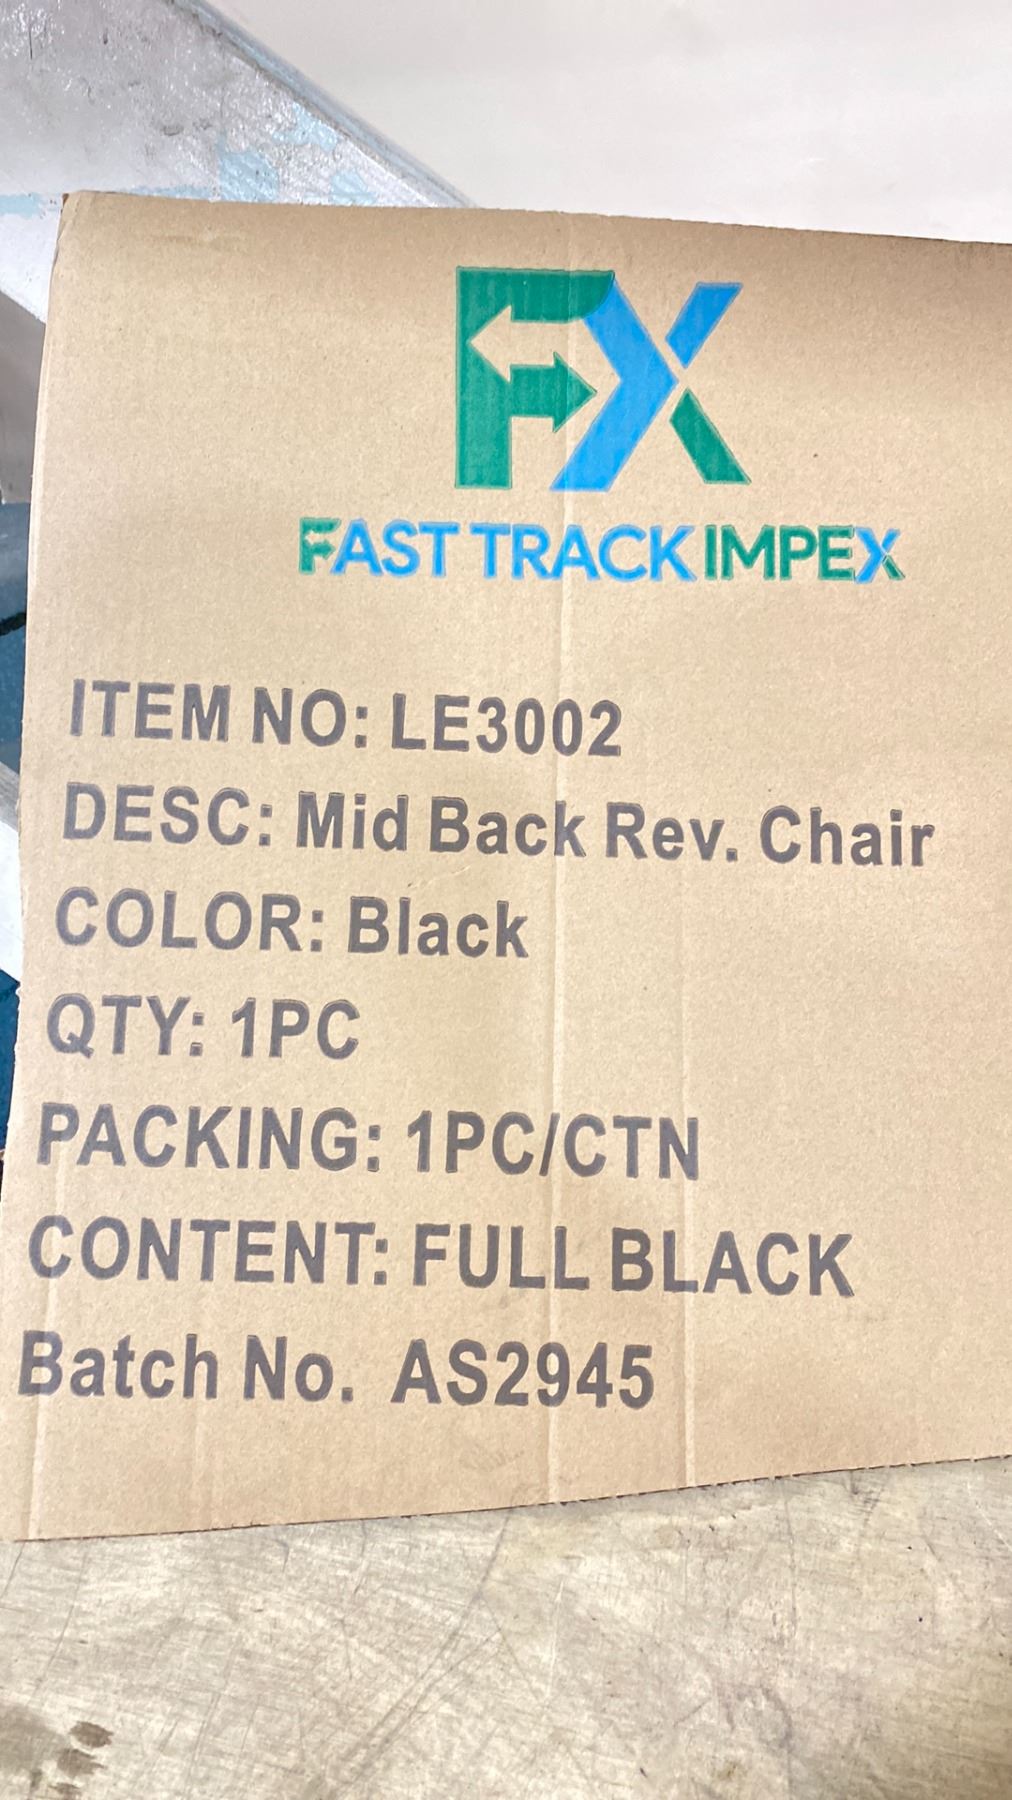 FX
FAST TRACK IMPEX
ITEM NO: LE3002
DESC: Mid Back Rev. Chair
COLOR: Black
QTY: 1PC
PACKING: 1PC/CTN
CONTENT: FULL BLACK
Batch No. AS2945